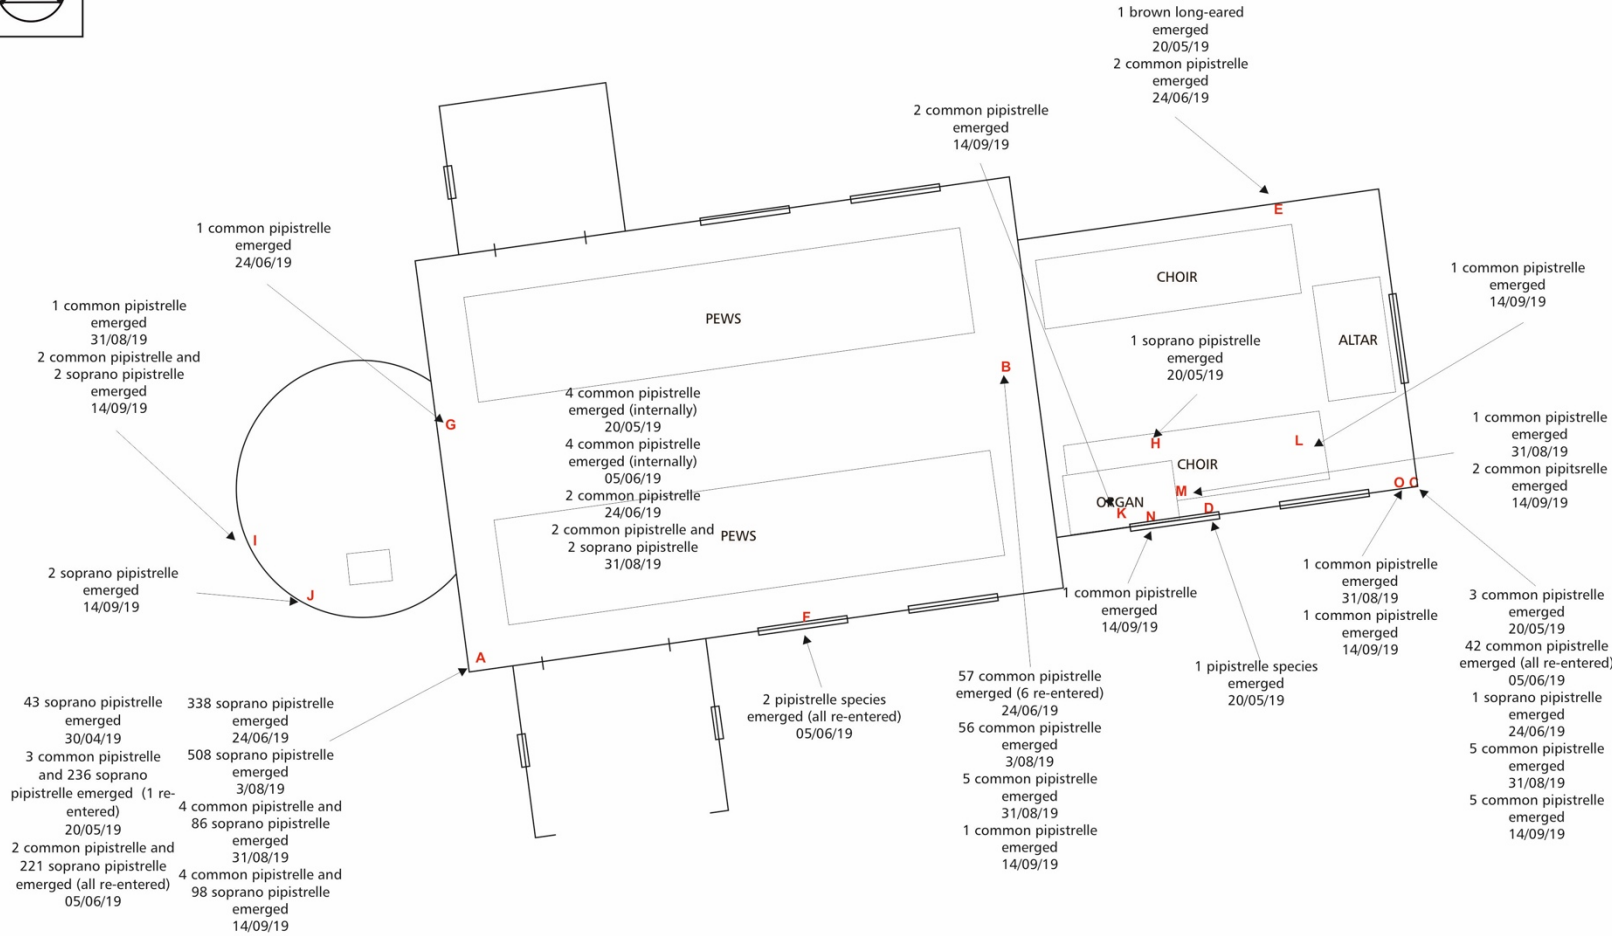 1 brown long-eared
emerged
20/05/19
2 common pipistrelle
emerged
24/06/19
2 common pipistrelle
emerged
14/09/19
E
1 common pipistrelle
emerged
24/06/19
CHOIR
1 common pipistrelle
emerged
14/09/19
1 common pipistrelle
emerged
31/08/19
2 common pipistrelle and
2 soprano pipistrelle
emerged
14/09/19
PEWS
ALTAR
1 soprano pipistrelle
emerged
20/05/19
B
G
4 common pipistrelle
emerged (internally)
20/05/19
4 common pipistrelle
emerged (internally)
05/06/19
2 common pipistrelle
24/06/19
2 common pipistrelle and
2 soprano pipistrelle
31/08/19
PEWS
H
L
CHOIR
M
ORGAN
K
N
D
O
C
1 common pipistrelle
emerged
31/08/19
2 common pipitsrelle
emerged
14/09/19
I
J
2 soprano pipistrelle
emerged
14/09/19
F
A
1 common pipistrelle
emerged
14/09/19
1 common pipistrelle
emerged
31/08/19
1 common pipistrelle
emerged
14/09/19
3 common pipistrelle
emerged
20/05/19
42 common pipistrelle
emerged (all re-entered)
05/06/19
1 soprano pipistrelle
emerged
24/06/19
5 common pipistrelle
emerged
31/08/19
5 common pipistrelle
emerged
14/09/19
43 soprano pipistrelle
emerged
30/04/19
3 common pipistrelle
and 236 soprano
pipistrelle emerged (1 re-
entered)
20/05/19
2 common pipistrelle and
221 soprano pipistrelle
emerged (all re-entered)
05/06/19
338 soprano pipistrelle
emerged
24/06/19
508 soprano pipistrelle
emerged
3/08/19
4 common pipistrelle and
86 soprano pipistrelle
emerged
31/08/19
4 common pipistrelle and
98 soprano pipistrelle
emerged
14/09/19
2 pipistrelle species
emerged (all re-entered)
05/06/19
57 common pipistrelle
emerged (6 re-entered)
24/06/19
56 common pipistrelle
emerged
3/08/19
5 common pipistrelle
emerged
31/08/19
1 common pipistrelle
emerged
14/09/19
1 pipistrelle species
emerged
20/05/19